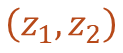 (z₁, z₂)